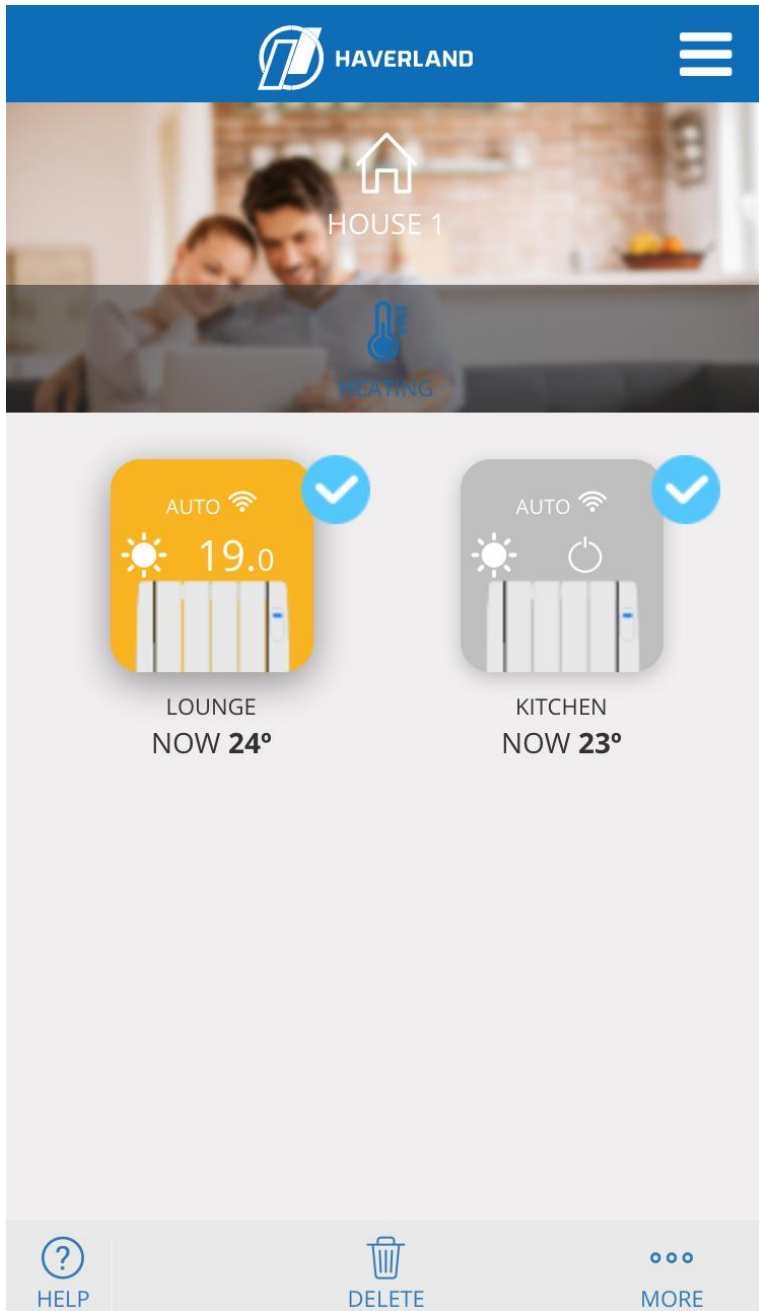 HAVERLAND
HOUSE 1
HEATING
AUTO
19.0
LOUNGE
NOW 24º
AUTO
KITCHEN
NOW 23º
? HELP
DELETE
MORE